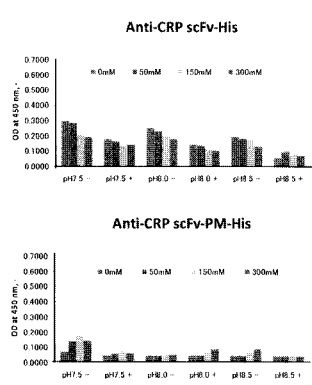 Anti-CRP scFv-His
0.7000
0mM 50mM 150mM 300mM
0.6000
0.5000
0.4000
0.3000
0.2000
0.1000
0.0000
OD at 450 nm, -
pH7.5 - pH7.5 + pH8.0 - pH8.0 + pH8.5 - pH8.5 +
Anti-CRP scFv-PM-His
0.7000
0.6000
0mM 50mM 150mM 300mM
0.5000
0.4000
0.3000
0.2000
0.1000
0.0000
OD at 450 nm, -
pH7.5 - pH7.5 + pH8.0 - pH8.0 + pH8.5 - pH8.5 +